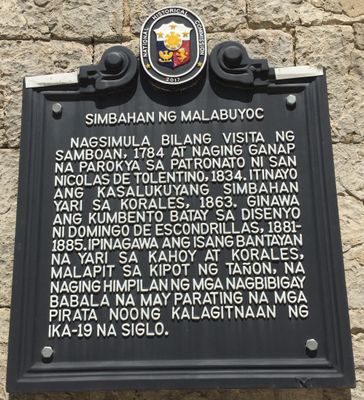 NATIONAL HISTORICAL COMMISSION
2017
SIMBAHAN NG MALABUYOC
NAGSIMULA BILANG VISITA NG
SAMBOAN, 1784 AT NAGING GANAP
NA PAROKYA SA PATRONATO NI SAN
NICOLAS DE TOLENTINO, 1834. ITINAYO
ANG KASALUKUYANG SIMBAHAN
YARI SA KORALES, 1863. GINAWA
ANG KUMBENTO BATAY SA DISENYO
NI DOMINGO DE ESCONDRILLAS, 1881-
1885. IPINAGAWA ANG ISANG BANTAYAN
NA YARI SA KAHOY AT KORALES,
MALAPIT SA KIPOT NG TAÑON, NA
NAGING HIMPILAN NG MGA NAGBIBIGAY
BABALA NA MAY PARATING NA MGA
PIRATA NOONG KALAGITNAAN NG
IKA-19 NA SIGLO.